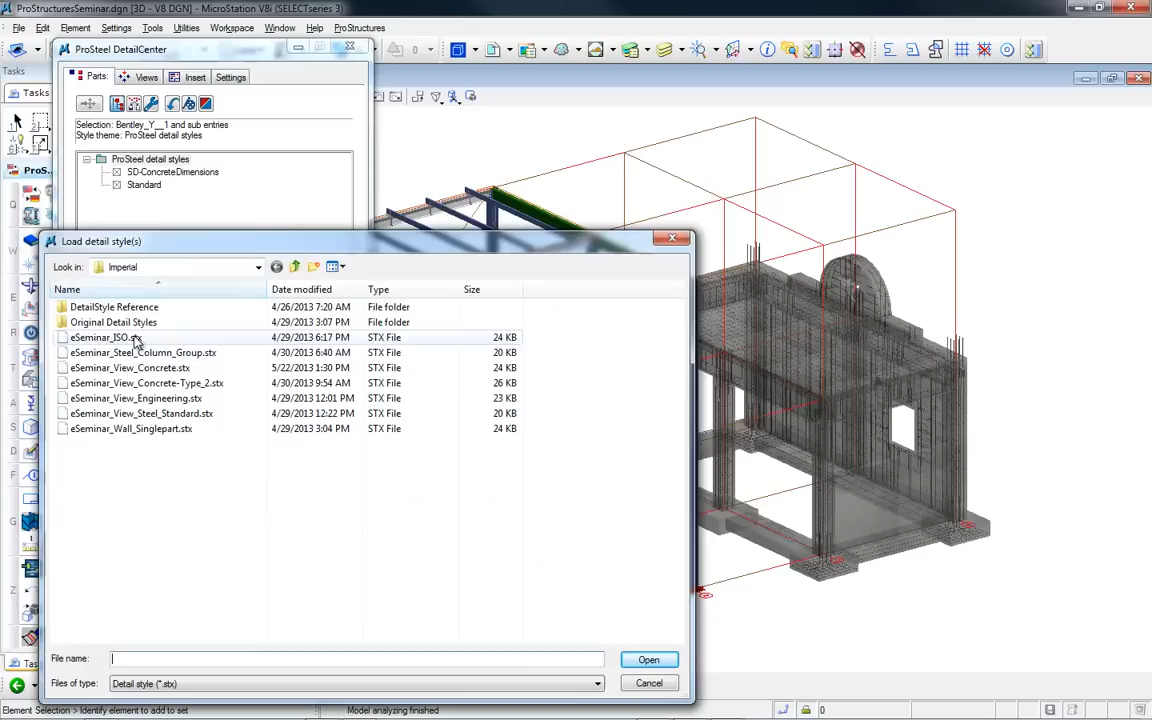 ProStructuresSeminar.dgn [3D - V8 DGN] - MicroStation V8i (SELECTseries 3)
File Edit Element Settings Tools Utilities Workspace Window Help ProStructures
0
Tasks
Tasks
ProS...
ProSteel DetailCenter
Parts: Views Insert Settings
Selection: Bentley_Y__1 and sub entries
Style theme: ProSteel detail styles
ProSteel detail styles
SD-ConcreteDimensions
Standard
Load detail style(s)
Look in: Imperial
Name Date modified Type Size
DetailStyle Reference 4/26/2013 7:20 AM File folder
Original Detail Styles 4/29/2013 3:07 PM File folder
eSeminar_ISO.stx 4/29/2013 6:17 PM STX File 24 KB
eSeminar_Steel_Column_Group.stx 4/30/2013 6:40 AM STX File 20 KB
eSeminar_View_Concrete.stx 5/22/2013 1:30 PM STX File 24 KB
eSeminar_View_Concrete-Type_2.stx 4/30/2013 9:54 AM STX File 26 KB
eSeminar_View_Engineering.stx 4/29/2013 12:01 PM STX File 23 KB
eSeminar_View_Steel_Standard.stx 4/29/2013 12:22 PM STX File 20 KB
eSeminar_Wall_Singlepart.stx 4/29/2013 3:04 PM STX File 24 KB
File name: Open
Files of type: Detail style (*.stx) Cancel
Q
W
E
R
T
A
S
D
F
G
Z
Tas
Element Selection > Identify element to add to set Model analyzing finished 0